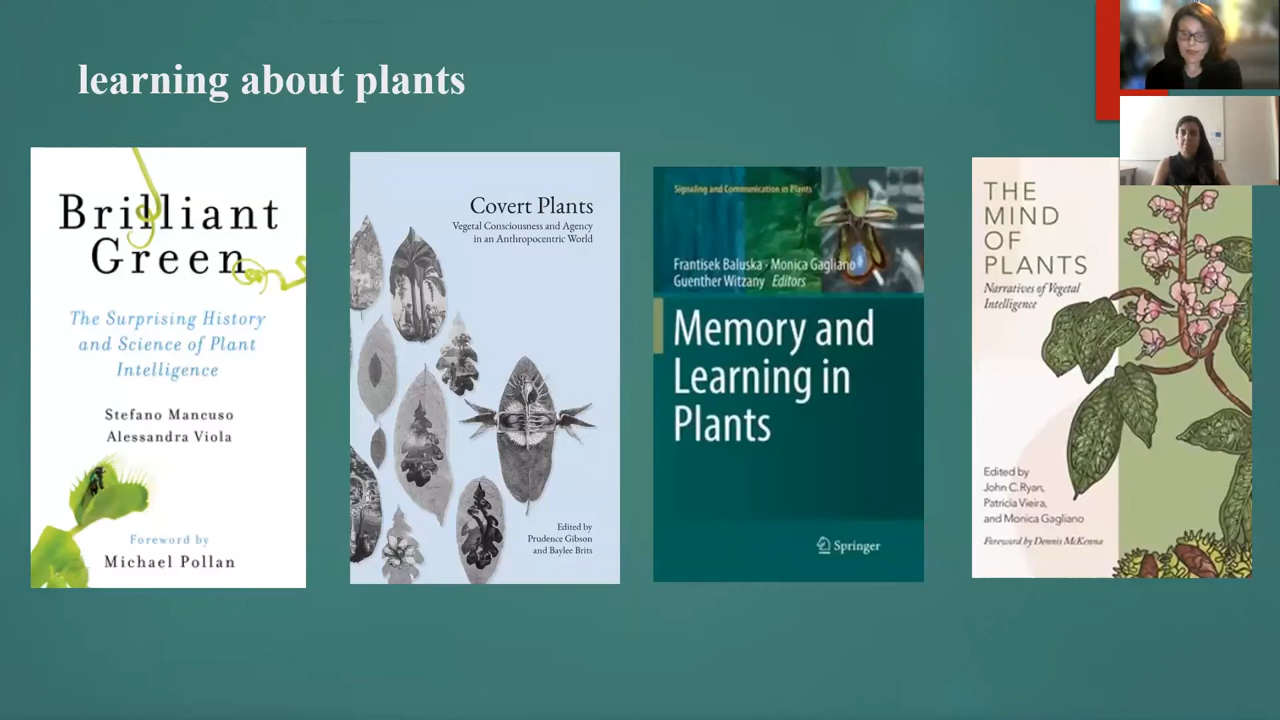 learning about plants
Brilliant
Green
The Surprising History
and Science of Plant
Intelligence
Stefano Mancuso
Alessandra Viola
Foreword by
Michael Pollan
Covert Plants
Vegetal Consciousness and Agency
in an Anthropocentric World
Edited by
Prudence Gibson
and Baylee Brits
Signaling and Communication in Plants
Frantisek Baluska · Monica Gagliano
Guenther Witzany Editors
Memory and
Learning in
Plants
Springer
THE
MIND
OF
PLANTS
Narratives of Vegetal
Intelligence
Edited by
John C. Ryan,
Patrícia Vieira,
and Monica Gagliano
Foreword by Dennis McKenna